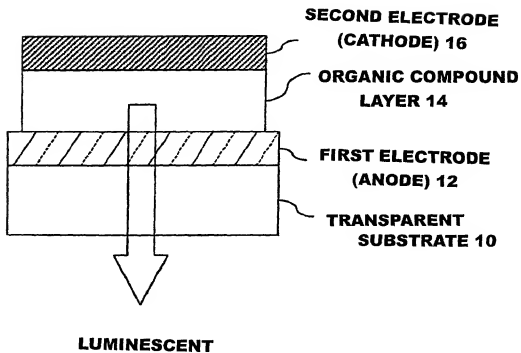 SECOND ELECTRODE
(CATHODE) 16
ORGANIC COMPOUND
LAYER 14
FIRST ELECTRODE
(ANODE) 12
TRANSPARENT
SUBSTRATE 10
LUMINESCENT